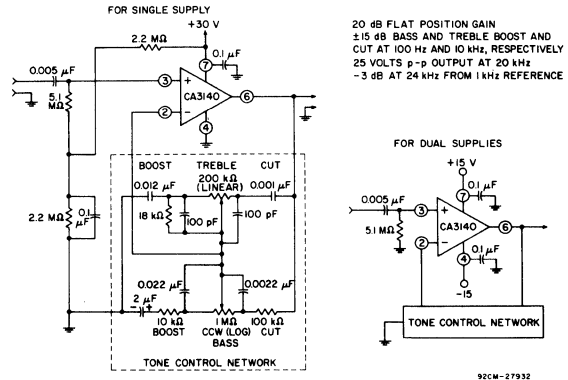 FOR SINGLE SUPPLY
+30 V
2.2 MΩ
0.1 µF
7
0.005 µF
3
+
CA3140
6
5.1 MΩ
2
−
4
BOOST
TREBLE
CUT
200 kΩ (LINEAR)
0.012 µF
0.001 µF
18 kΩ
100 pF
100 pF
2.2 MΩ
0.1 µF
0.022 µF
0.0022 µF
2 µF
- +
10 kΩ
BOOST
1 MΩ
CCW (LOG)
BASS
100 kΩ
CUT
TONE CONTROL NETWORK
20 dB FLAT POSITION GAIN
±15 dB BASS AND TREBLE BOOST AND
CUT AT 100 Hz AND 10 kHz, RESPECTIVELY
25 VOLTS p-p OUTPUT AT 20 kHz
-3 dB AT 24 kHz FROM 1 kHz REFERENCE
FOR DUAL SUPPLIES
+15 V
7
0.1 µF
0.005 µF
3
+
CA3140
6
5.1 MΩ
2
−
4
0.1 µF
-15
TONE CONTROL NETWORK
92CM-27932